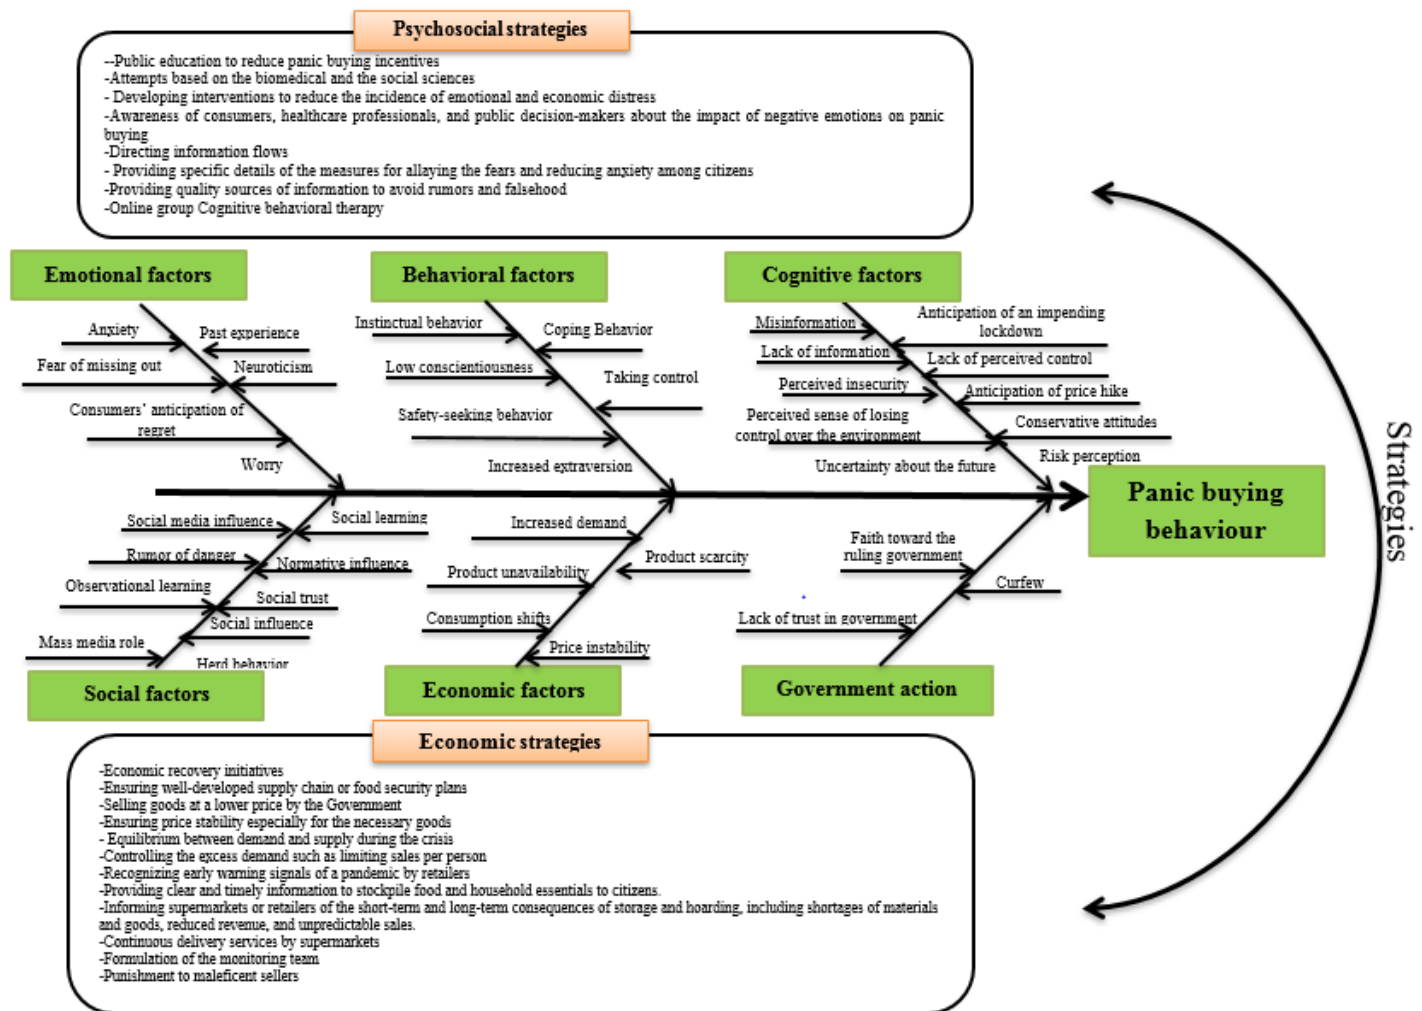 Psychosocial strategies
--Public education to reduce panic buying incentives
-Attempts based on the biomedical and the social sciences
- Developing interventions to reduce the incidence of emotional and economic distress
-Awareness of consumers, healthcare professionals, and public decision-makers about the impact of negative emotions on panic
buying
-Directing information flows
- Providing specific details of the measures for allaying the fears and reducing anxiety among citizens
-Providing quality sources of information to avoid rumors and falsehood
-Online group Cognitive behavioral therapy
Emotional factors
Anxiety
Past experience
Fear of missing out
Neuroticism
Consumers’ anticipation of
regret
Worry
Behavioral factors
Instinctual behavior
Coping Behavior
Low conscientiousness
Taking control
Safety-seeking behavior
Increased extraversion
Cognitive factors
Misinformation
Anticipation of an impending
lockdown
Lack of information
Lack of perceived control
Perceived insecurity
Anticipation of price hike
Perceived sense of losing
control over the environment
Conservative attitudes
Uncertainty about the future
Risk perception
Panic buying
behaviour
Strategies
Social media influence
Social learning
Rumor of danger
Normative influence
Observational learning
Social trust
Social influence
Mass media role
Herd behavior
Social factors
Increased demand
Product scarcity
Product unavailability
Consumption shifts
Price instability
Economic factors
Faith toward the
ruling government
Curfew
Lack of trust in government
Government action
Economic strategies
-Economic recovery initiatives
-Ensuring well-developed supply chain or food security plans
-Selling goods at a lower price by the Government
-Ensuring price stability especially for the necessary goods
- Equilibrium between demand and supply during the crisis
-Controlling the excess demand such as limiting sales per person
-Recognizing early warning signals of a pandemic by retailers
-Providing clear and timely information to stockpile food and household essentials to citizens.
-Informing supermarkets or retailers of the short-term and long-term consequences of storage and hoarding, including shortages of materials
and goods, reduced revenue, and unpredictable sales.
-Continuous delivery services by supermarkets
-Formulation of the monitoring team
-Punishment to maleficent sellers